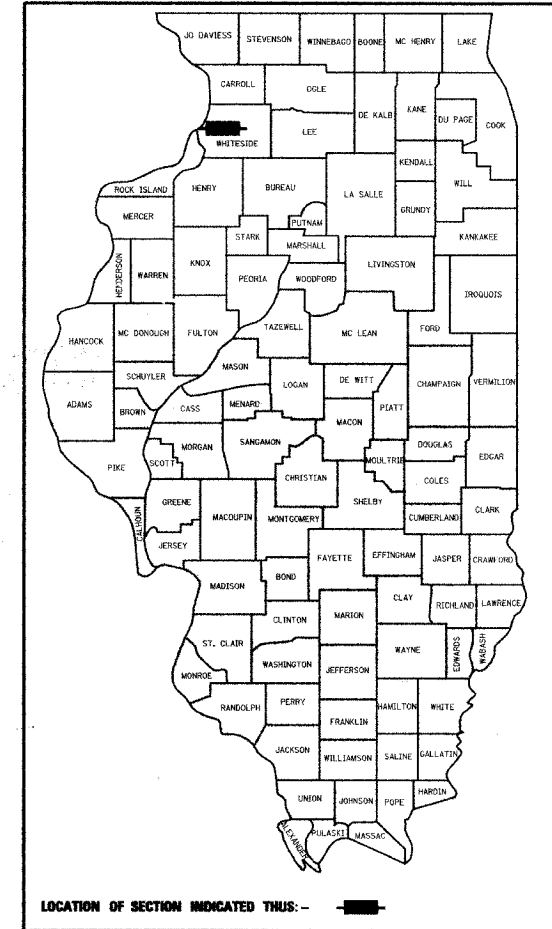 JO DAVIESS STEVENSON WINNEBAGO BOONE MC HENRY LAKE
CARROLL OGLE
DE KALB KANE DU PAGE COOK
WHITESIDE LEE
KENDALL WILL
ROCK ISLAND HENRY BUREAU LA SALLE GRUNDY
MERCER PUTNAM
STARK MARSHALL KANKAKEE
HENDERSON WARREN KNOX PEORIA WOODFORD LIVINGSTON
IROQUOIS
HANCOCK MC DONOUGH FULTON TAZEWELL MC LEAN FORD
SCHUYLER MASON LOGAN DE WITT CHAMPAIGN VERMILION
ADAMS BROWN CASS MENARD MACON PIATT
PIKE SCOTT MORGAN SANGAMON CHRISTIAN MOULTRIE DOUGLAS EDGAR
COLES
CALHOUN GREENE MACOUPIN MONTGOMERY SHELBY CUMBERLAND CLARK
JERSEY FAYETTE EFFINGHAM JASPER CRAWFORD
MADISON BOND CLAY RICHLAND LAWRENCE
CLINTON MARION
ST. CLAIR WAYNE EDWARDS WABASH
MONROE WASHINGTON JEFFERSON
RANDOLPH PERRY HAMILTON WHITE
FRANKLIN
JACKSON WILLIAMSON SALINE GALLATIN
UNION JOHNSON POPE HARDIN
ALEXANDER PULASKI MASSAC
LOCATION OF SECTION INDICATED THUS: -